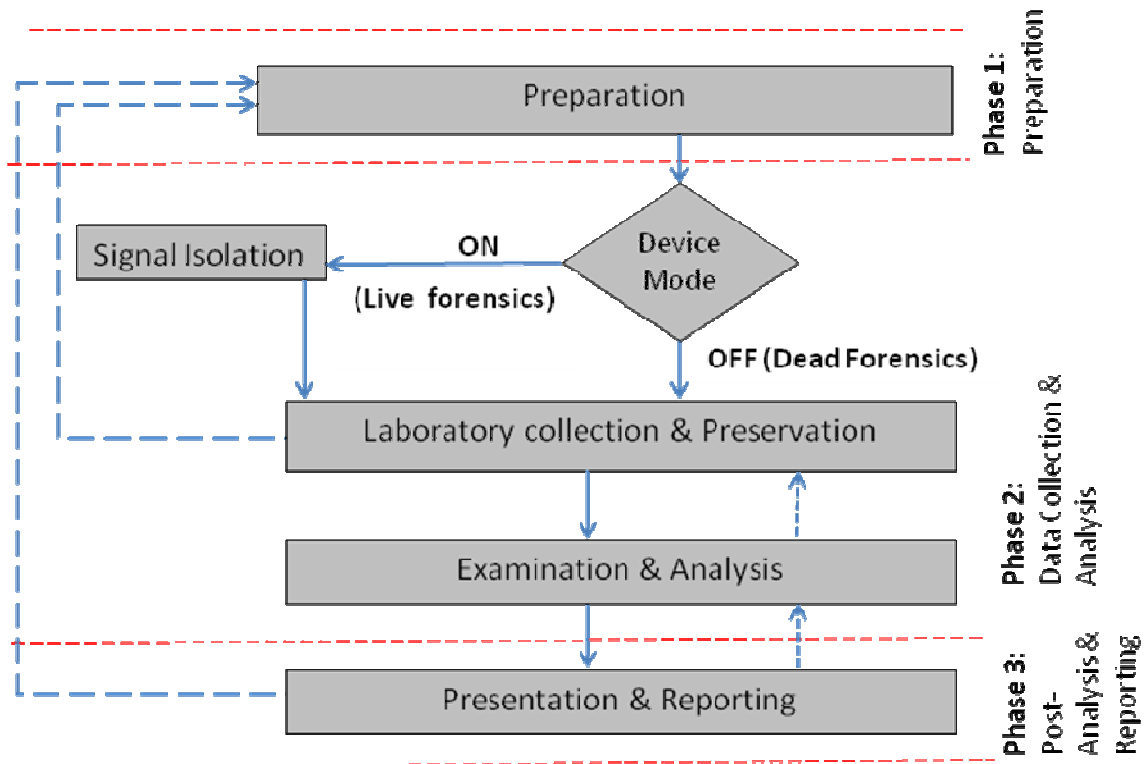 Preparation
Phase 1:
Preparation
Device
Mode
Signal Isolation
ON
(Live forensics)
OFF (Dead Forensics)
Laboratory collection & Preservation
Examination & Analysis
Phase 2:
Data Collection &
Analysis
Presentation & Reporting
Phase 3:
Post-
Analysis &
Reporting